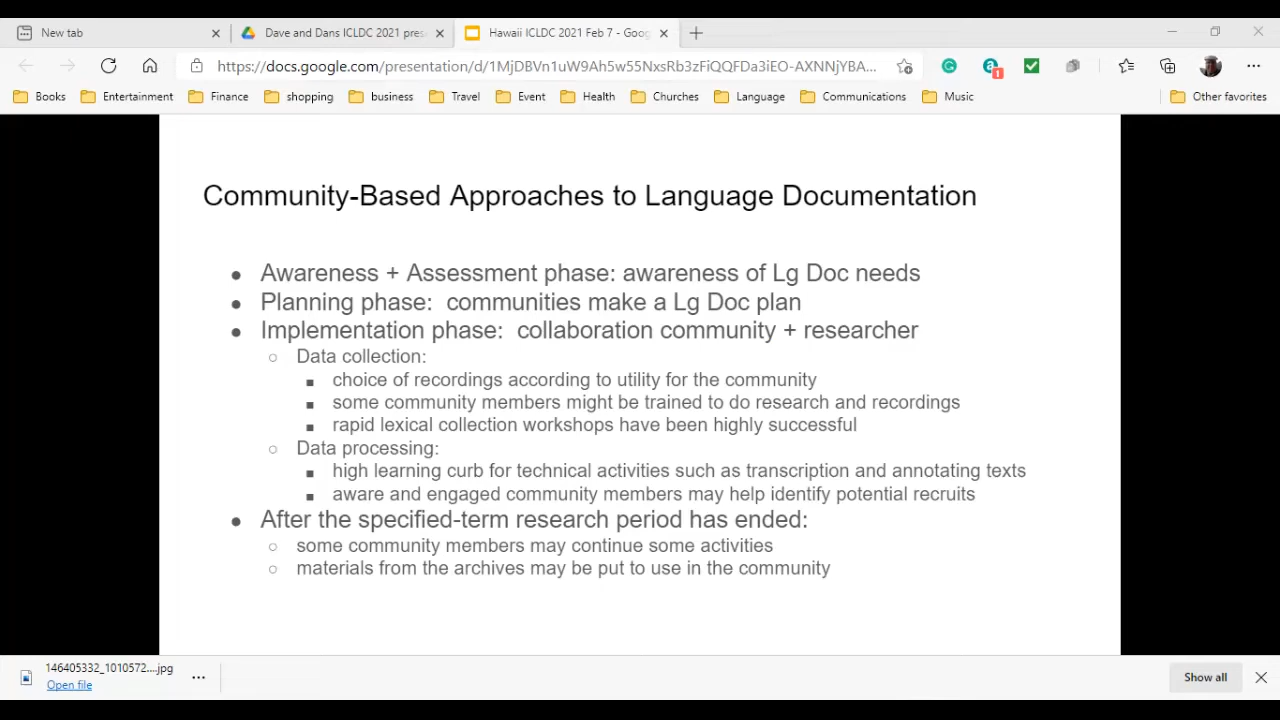 New tab
Dave and Dans ICLDC 2021 pres
Hawaii ICLDC 2021 Feb 7 - Goog
https://docs.google.com/presentation/d/1MjDBVn1uW9Ah5w55NxsRb3zFiQQFDa3iEO-AXNNjYBA...
1
Books
Entertainment
Finance
shopping
business
Travel
Event
Health
Churches
Language
Communications
Music
Other favorites
Community-Based Approaches to Language Documentation
● Awareness + Assessment phase: awareness of Lg Doc needs
● Planning phase: communities make a Lg Doc plan
● Implementation phase: collaboration community + researcher
○ Data collection:
■ choice of recordings according to utility for the community
■ some community members might be trained to do research and recordings
■ rapid lexical collection workshops have been highly successful
○ Data processing:
■ high learning curb for technical activities such as transcription and annotating texts
■ aware and engaged community members may help identify potential recruits
● After the specified-term research period has ended:
○ some community members may continue some activities
○ materials from the archives may be put to use in the community
146405332_1010572....jpg
Open file
Show all